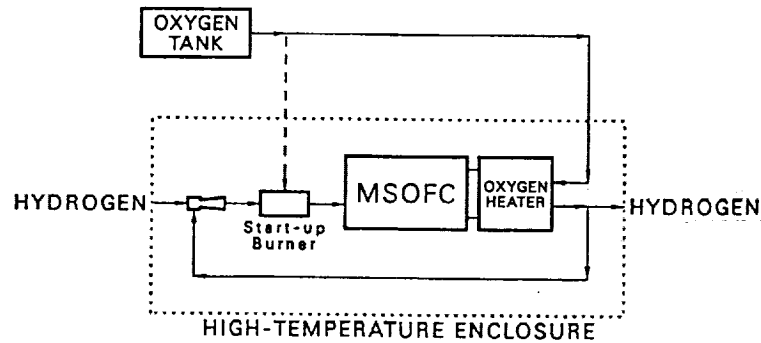 OXYGEN
TANK
HYDROGEN
MSOFC
OXYGEN
HEATER
HYDROGEN
Start-up
Burner
HIGH-TEMPERATURE ENCLOSURE